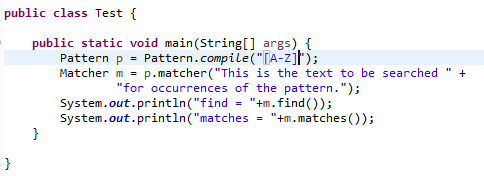 public class Test {
public static void main(String[] args) {
Pattern p = Pattern.compile("[A-Z]");
Matcher m = p.matcher("This is the text to be searched " +
"for occurrences of the pattern.");
System.out.println("find = "+m.find());
System.out.println("matches = "+m.matches());
}
}